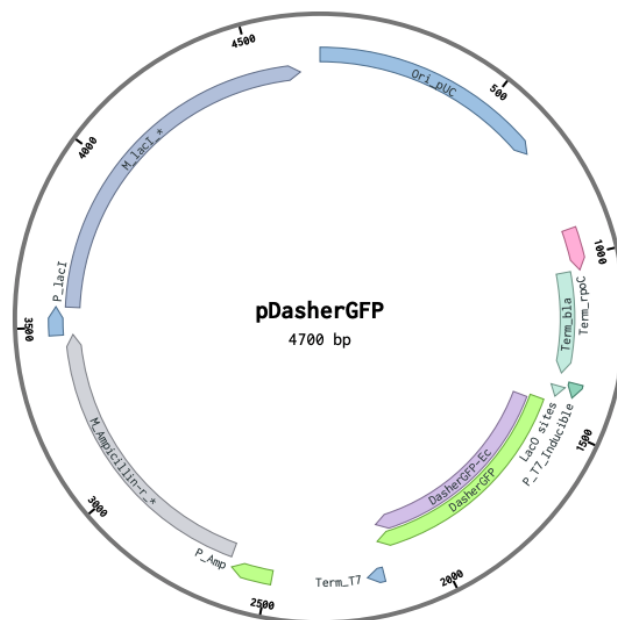 4500
500
Ori_pUC
4000
M_lacI_*
1000
P_lacI
Term_rpoC
pDasherGFP
4700 bp
Term_bla
3500
LacO sites
P_T7_Inducible
1500
M_Ampicillin-r_*
DasherGFP-Ec
DasherGFP
3000
P_Amp
Term_T7
2000
2500